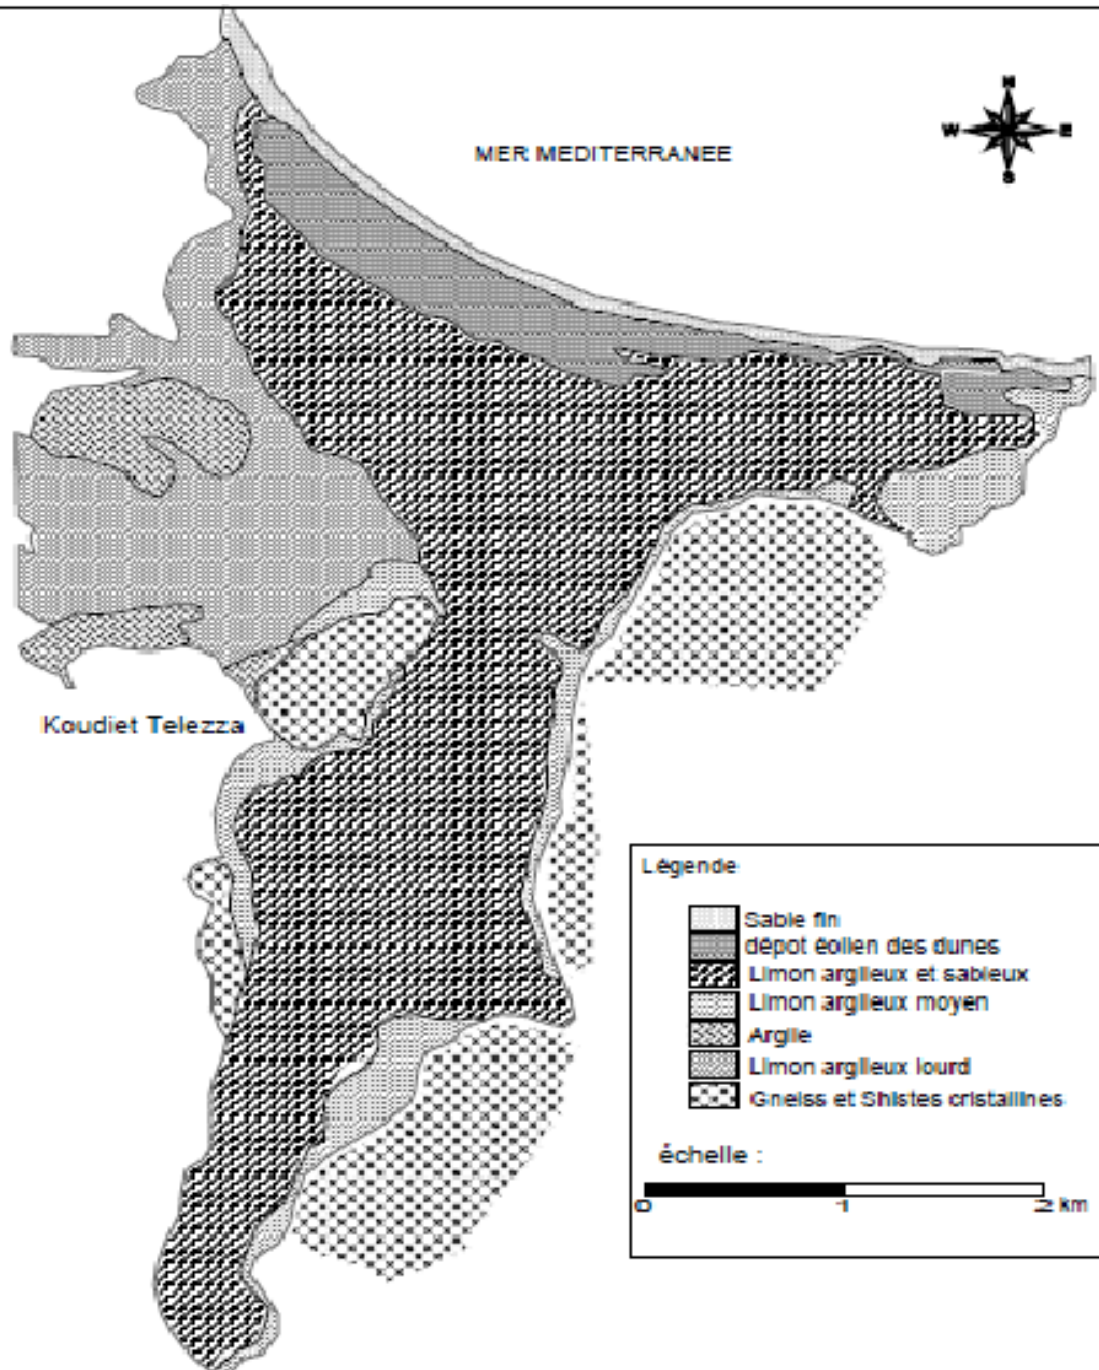 N
W E
S
MER MEDITERRANEE
Koudiet Telezza
Légende
Sable fin
dépot éolien des dunes
Limon argileux et sableux
Limon argileux moyen
Argile
Limon argileux lourd
Gneiss et Shistes cristallines
échelle :
0 1 2 km